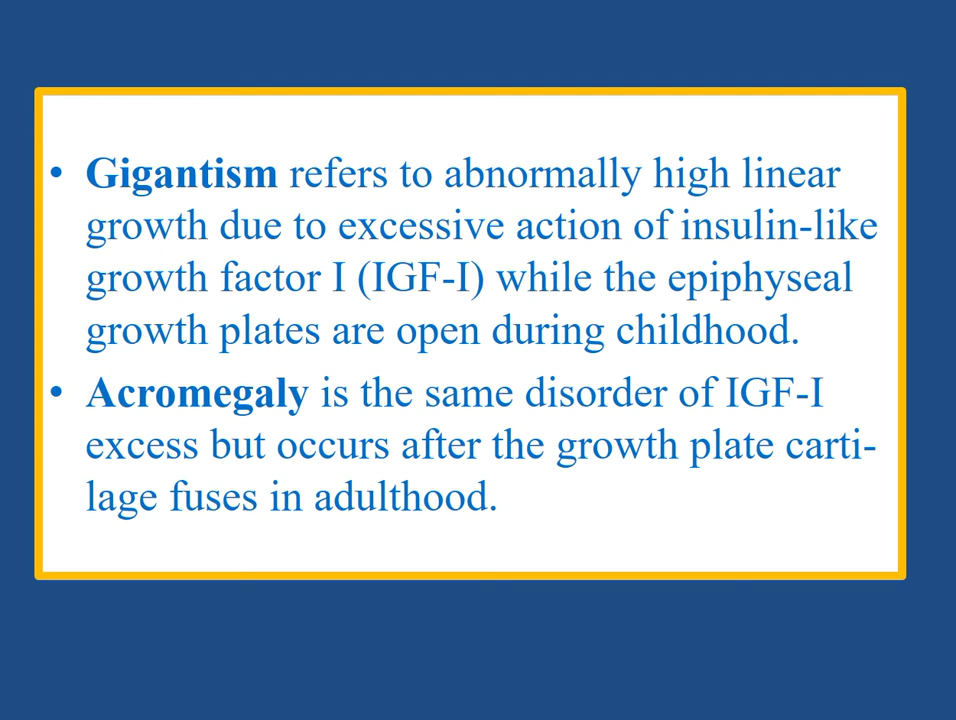 • Gigantism refers to abnormally high linear
growth due to excessive action of insulin-like
growth factor I (IGF-I) while the epiphyseal
growth plates are open during childhood.
• Acromegaly is the same disorder of IGF-I
excess but occurs after the growth plate carti-
lage fuses in adulthood.